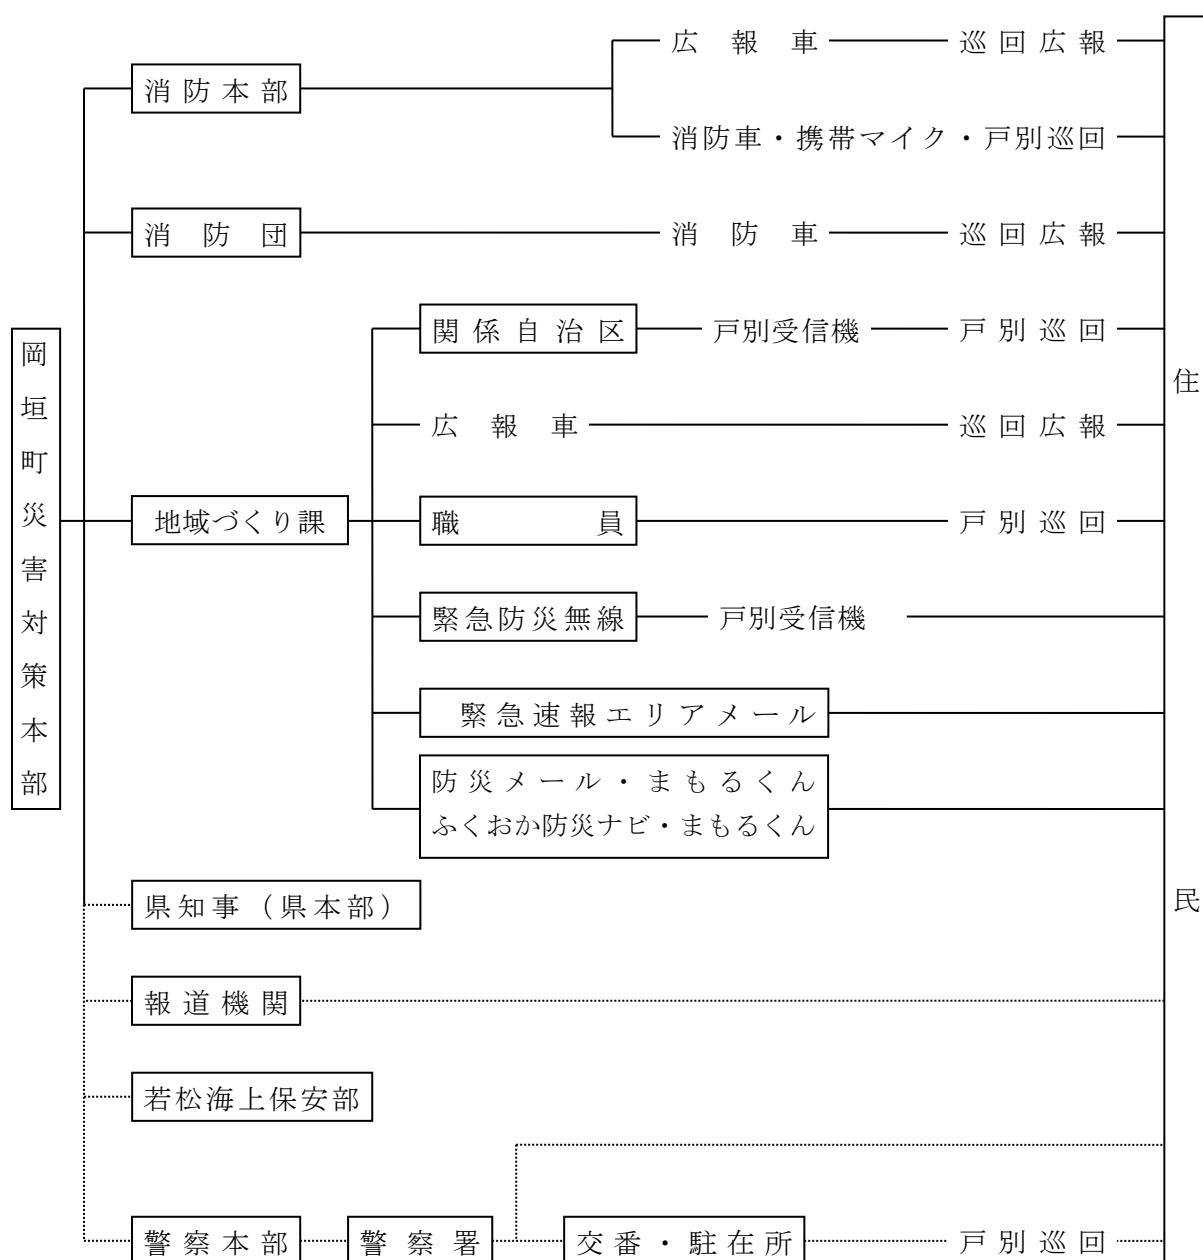 広報車 巡回広報
消防本部
消防車・携帯マイク・戸別巡回
消防団 消防車 巡回広報
関係自治区 戸別受信機 戸別巡回
広報車 巡回広報
岡垣町災害対策本部
住民
地域づくり課 職員 戸別巡回
緊急防災無線 戸別受信機
緊急速報エリアメール
防災メール・まもるくん
ふくおか防災ナビ・まもるくん
県知事(県本部)
報道機関
若松海上保安部
警察本部 警察署 交番・駐在所 戸別巡回